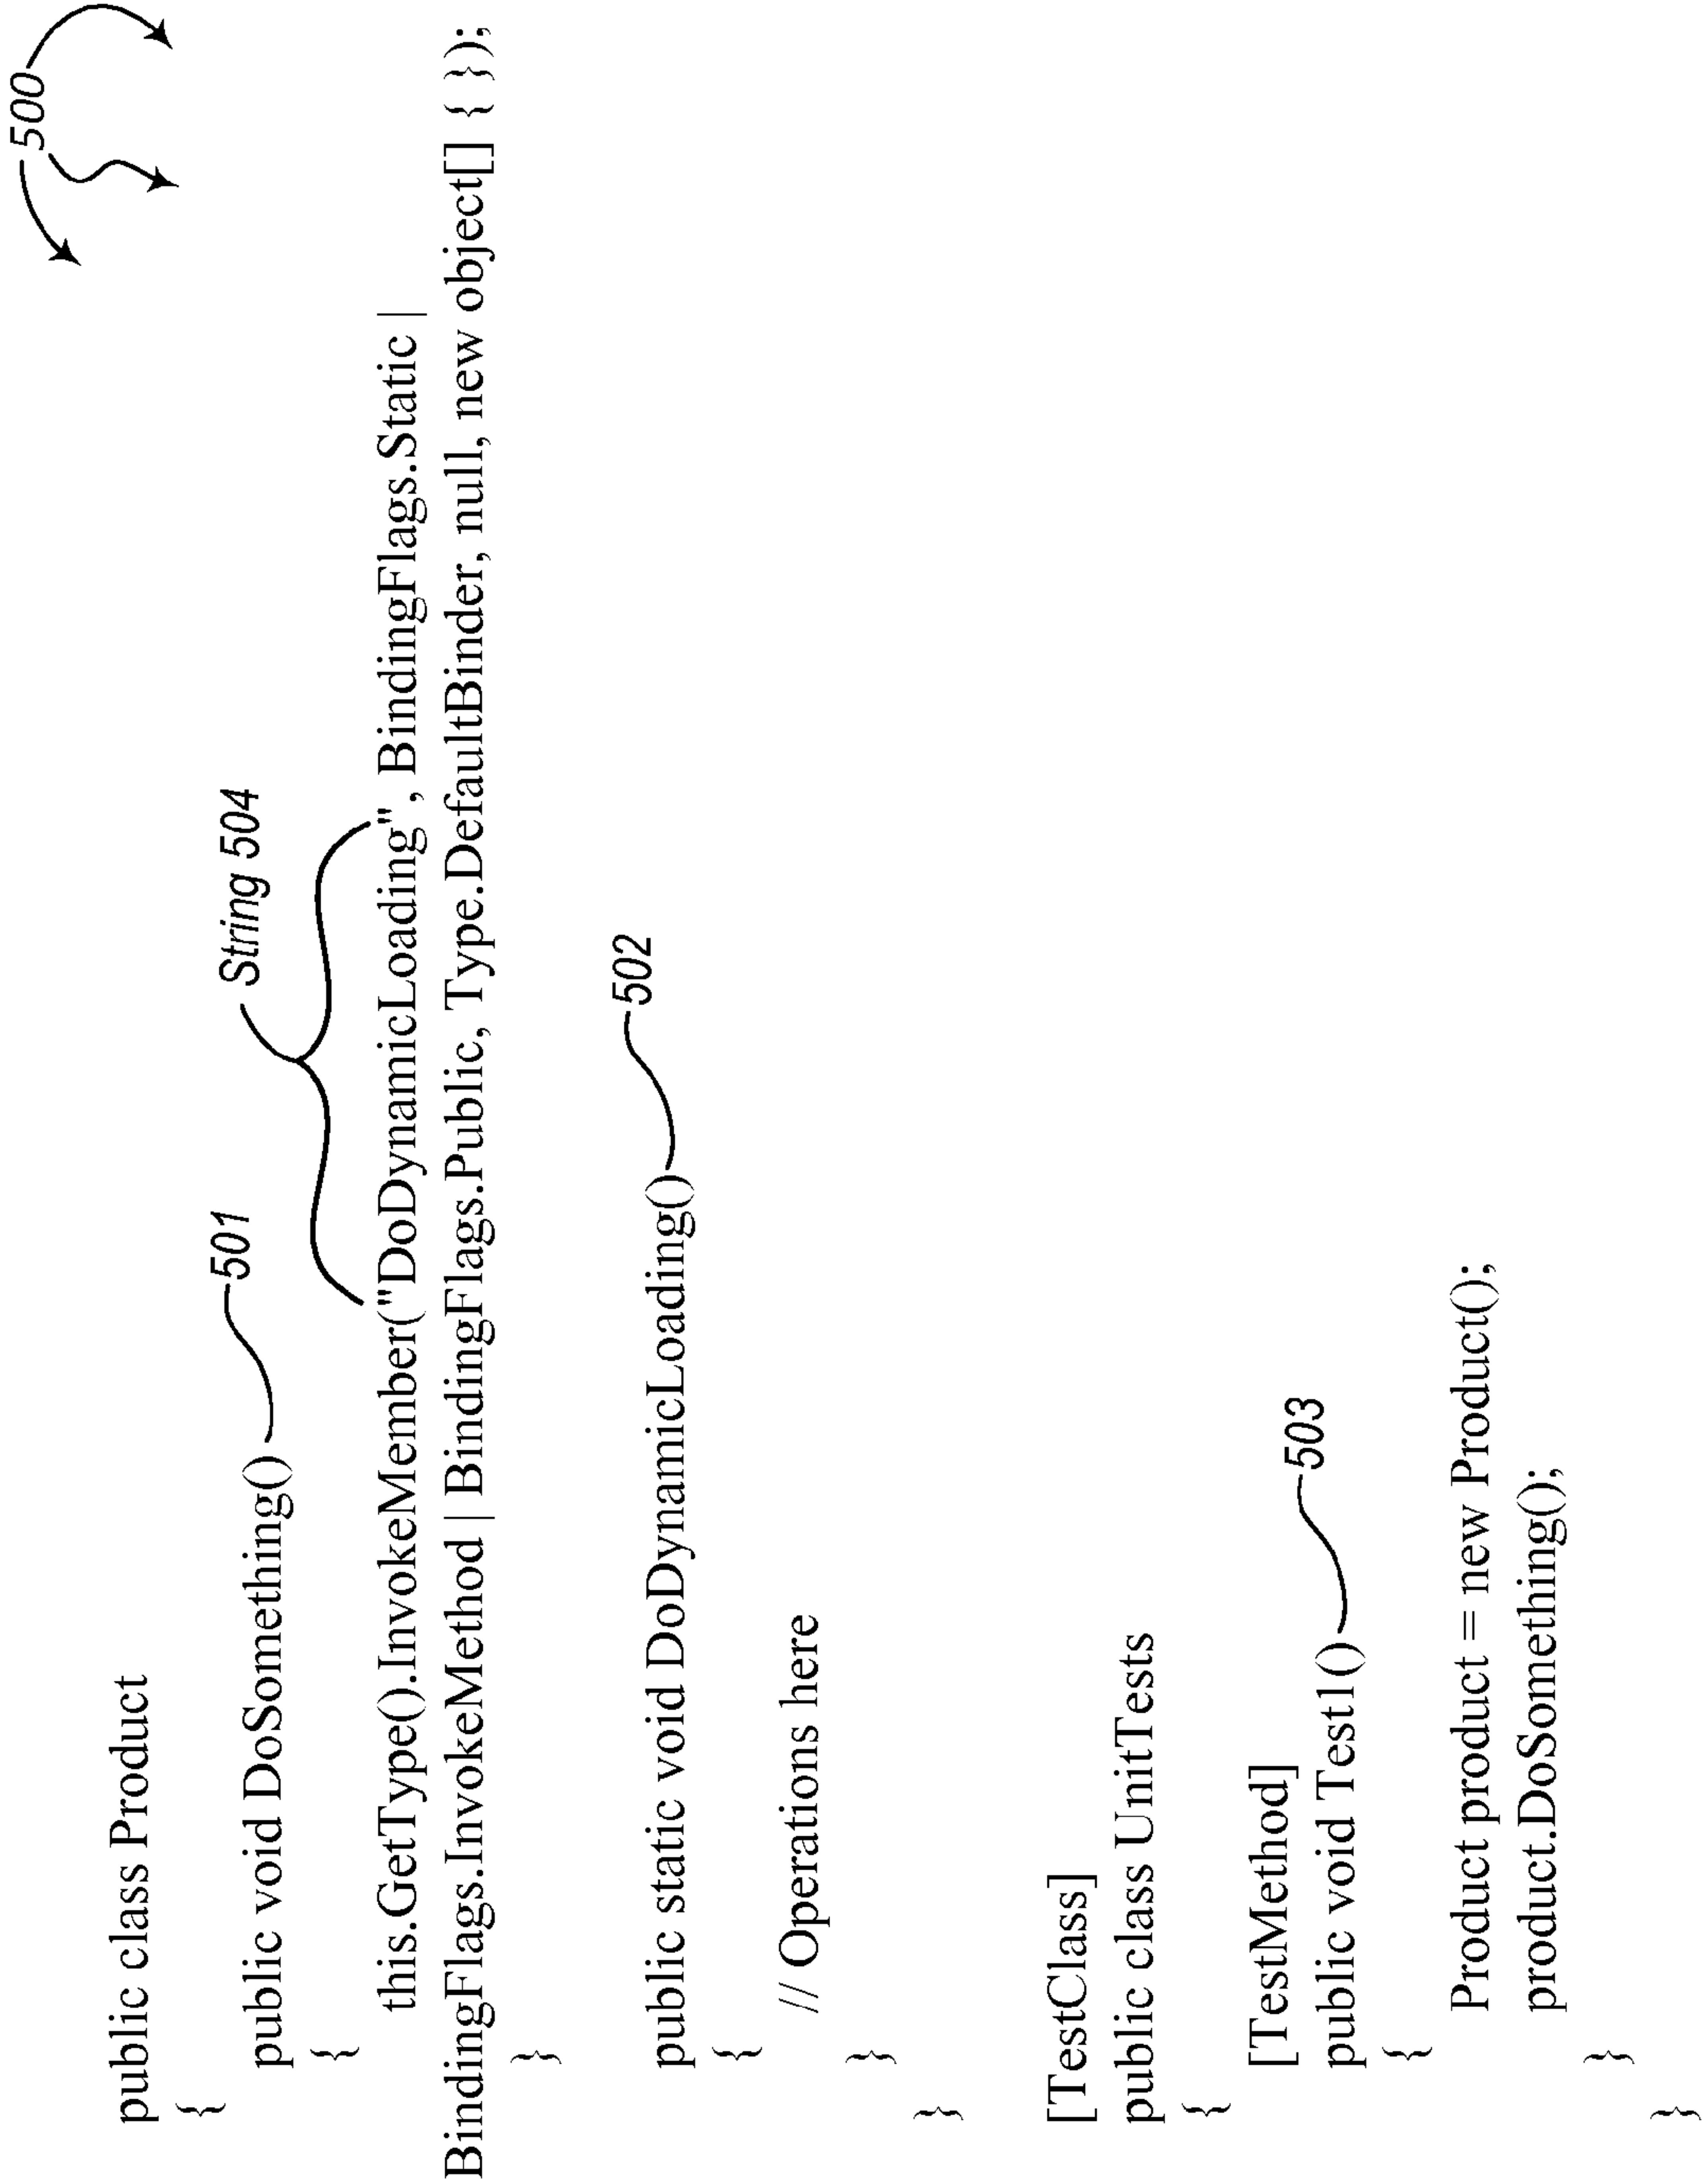 500
public class Product
{
public void DoSomething() 501
{
String 504
this.GetType().InvokeMember("DoDynamicLoading", BindingFlags.Static |
BindingFlags.InvokeMethod | BindingFlags.Public, Type.DefaultBinder, null, new object[] { });
}
public static void DoDynamicLoading() 502
{
// Operations here
}
}
[TestClass]
public class UnitTests
{
[TestMethod]
public void Test1() 503
{
Product product = new Product();
product.DoSomething();
}
}